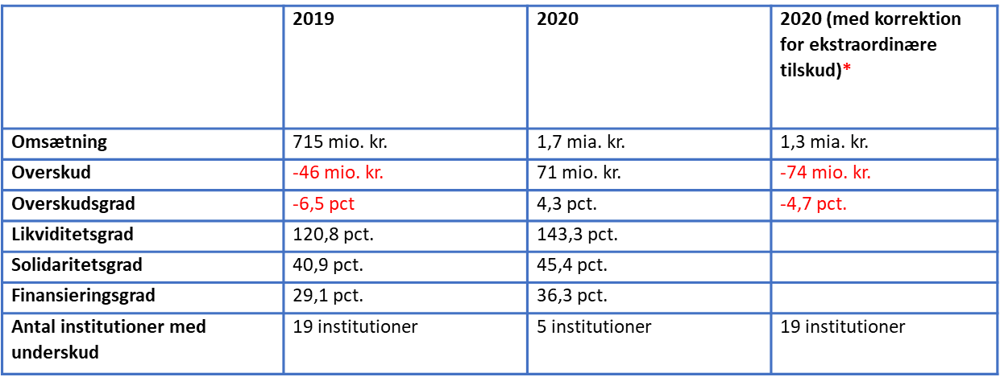 2019 2020 2020 (med korrektion
for ekstraordinære
tilskud)*
Omsætning 715 mio. kr. 1,7 mia. kr. 1,3 mia. kr.
Overskud -46 mio. kr. 71 mio. kr. -74 mio. kr.
Overskudsgrad -6,5 pct 4,3 pct. -4,7 pct.
Likviditetsgrad 120,8 pct. 143,3 pct.
Solidaritetsgrad 40,9 pct. 45,4 pct.
Finansieringsgrad 29,1 pct. 36,3 pct.
Antal institutioner med 19 institutioner 5 institutioner 19 institutioner
underskud